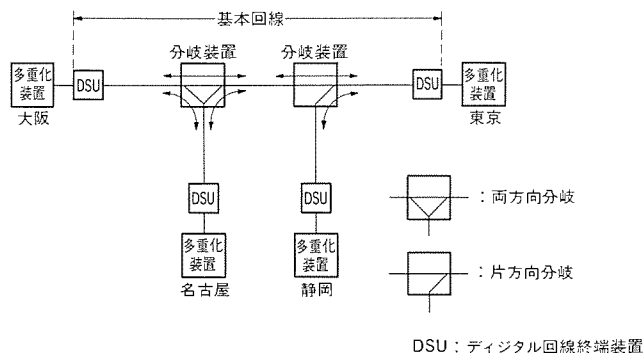 基本回線
分岐装置
分岐装置
多重化
装置
DSU
DSU
多重化
装置
大阪
東京
DSU
DSU
：両方向分岐
多重化
装置
多重化
装置
：片方向分岐
名古屋
静岡
DSU：ディジタル回線終端装置